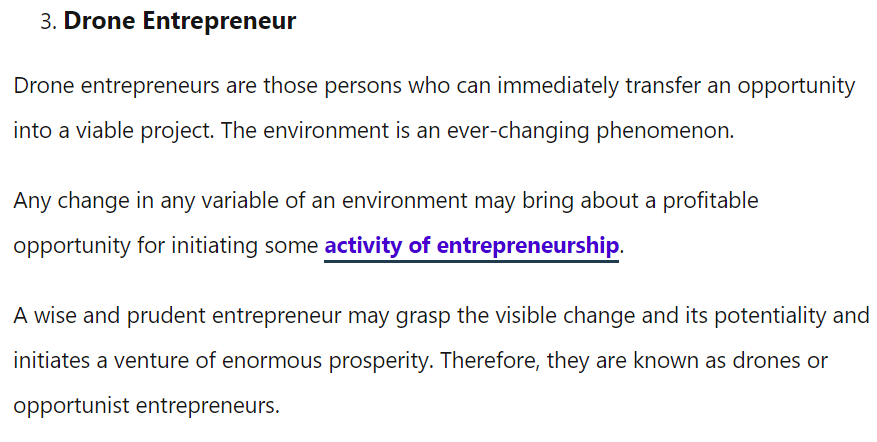 3. Drone Entrepreneur
Drone entrepreneurs are those persons who can immediately transfer an opportunity
into a viable project. The environment is an ever-changing phenomenon.
Any change in any variable of an environment may bring about a profitable
opportunity for initiating some activity of entrepreneurship.
A wise and prudent entrepreneur may grasp the visible change and its potentiality and
initiates a venture of enormous prosperity. Therefore, they are known as drones or
opportunist entrepreneurs.